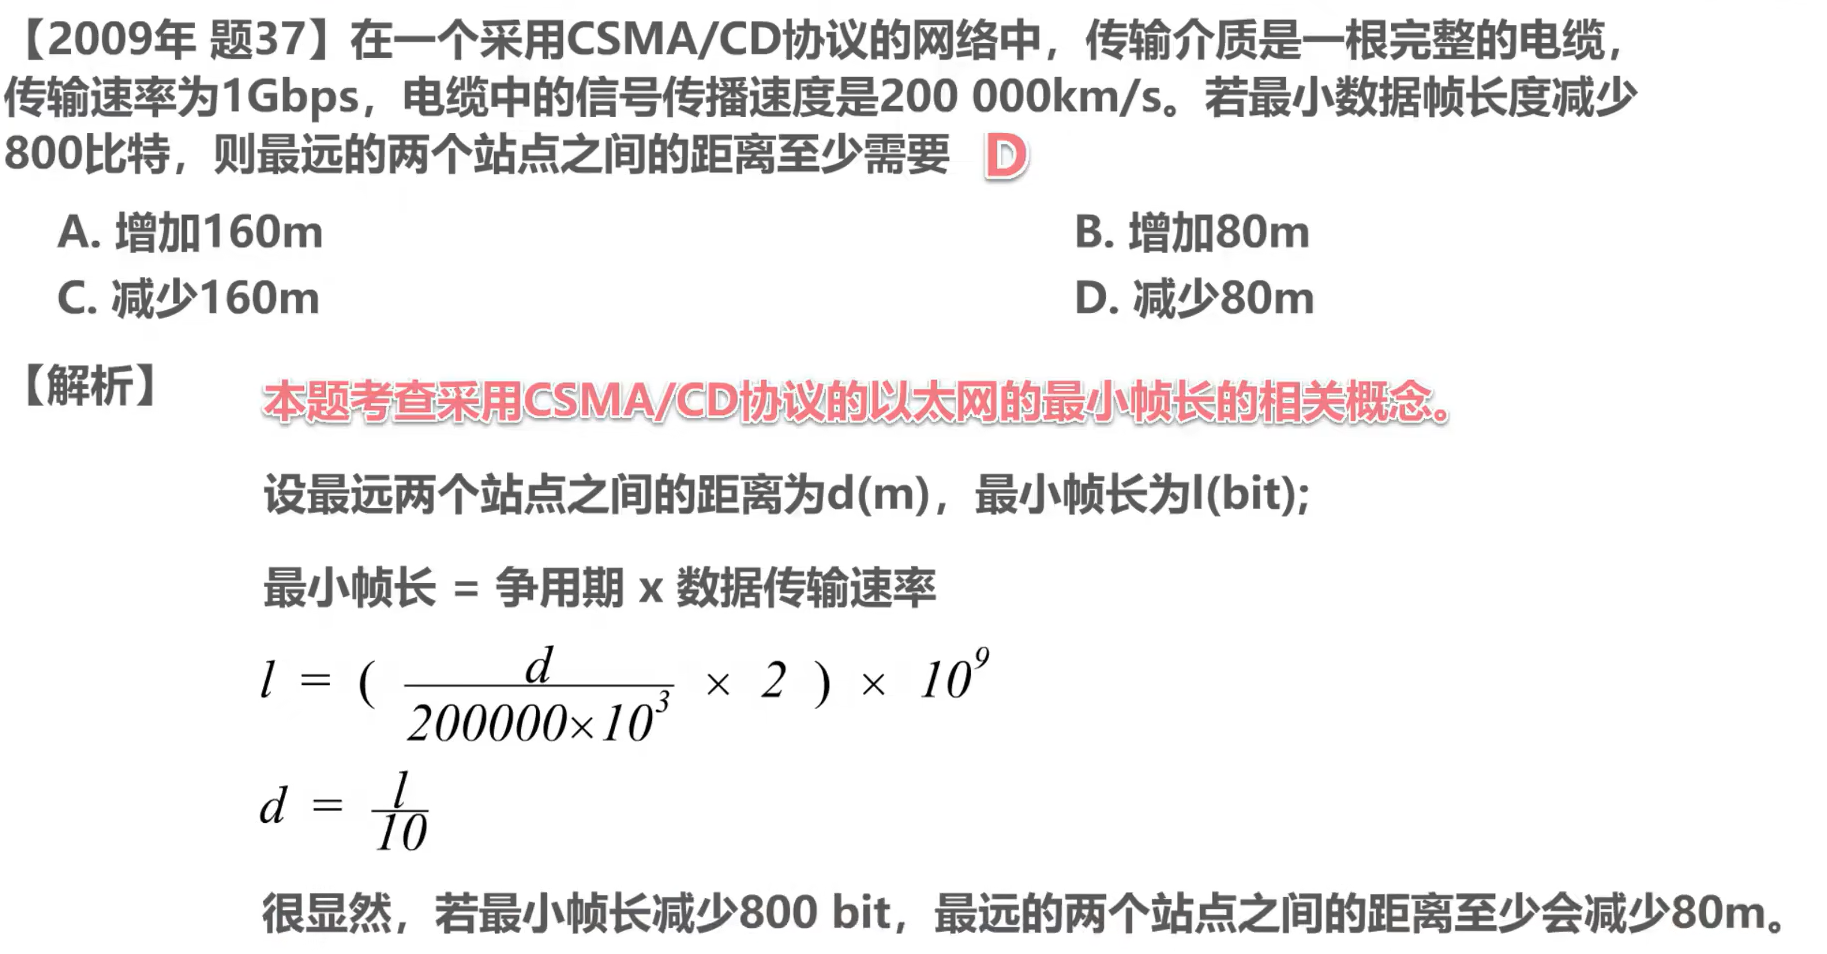 【2009年 题37】在一个采用CSMA/CD协议的网络中，传输介质是一根完整的电缆，
传输速率为1Gbps，电缆中的信号传播速度是200 000km/s。若最小数据帧长度减少
800比特，则最远的两个站点之间的距离至少需要 D
A. 增加160m B. 增加80m
C. 减少160m D. 减少80m
【解析】 本题考查采用CSMA/CD协议的以太网的最小帧长的相关概念。
设最远两个站点之间的距离为d(m)，最小帧长为l(bit);
最小帧长 = 争用期 x 数据传输速率
l = ( d / 200000×10³ × 2 ) × 10⁹
d = l / 10
很显然，若最小帧长减少800 bit，最远的两个站点之间的距离至少会减少80m。